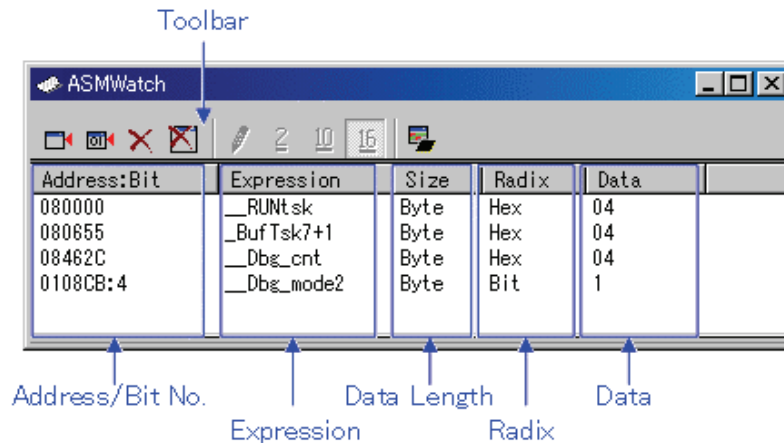 Toolbar
ASMWatch
2 10 16
Address:Bit Expression Size Radix Data
080000 __RUNtsk Byte Hex 04
080655 _BufTsk7+1 Byte Hex 04
08462C __Dbg_cnt Byte Hex 04
0108CB:4 __Dbg_mode2 Byte Bit 1
Address/Bit No. Data Length Data
Expression Radix